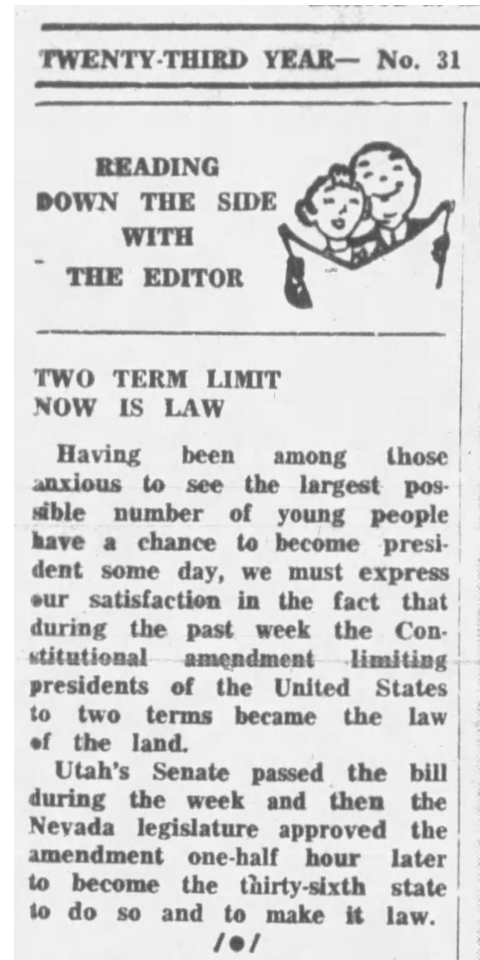 TWENTY-THIRD YEAR— No. 31
READING
DOWN THE SIDE
WITH
THE EDITOR
TWO TERM LIMIT
NOW IS LAW
Having been among those
anxious to see the largest pos-
sible number of young people
have a chance to become presi-
dent some day, we must express
our satisfaction in the fact that
during the past week the Con-
stitutional amendment limiting
presidents of the United States
to two terms became the law
of the land.
Utah's Senate passed the bill
during the week and then the
Nevada legislature approved the
amendment one-half hour later
to become the thirty-sixth state
to do so and to make it law.
/●/